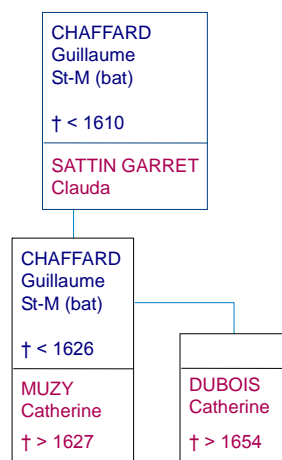 CHAFFARD
Guillaume
St-M (bat)
† < 1610
SATTIN GARRET
Clauda
CHAFFARD
Guillaume
St-M (bat)
† < 1626
MUZY
Catherine
† > 1627
DUBOIS
Catherine
† > 1654